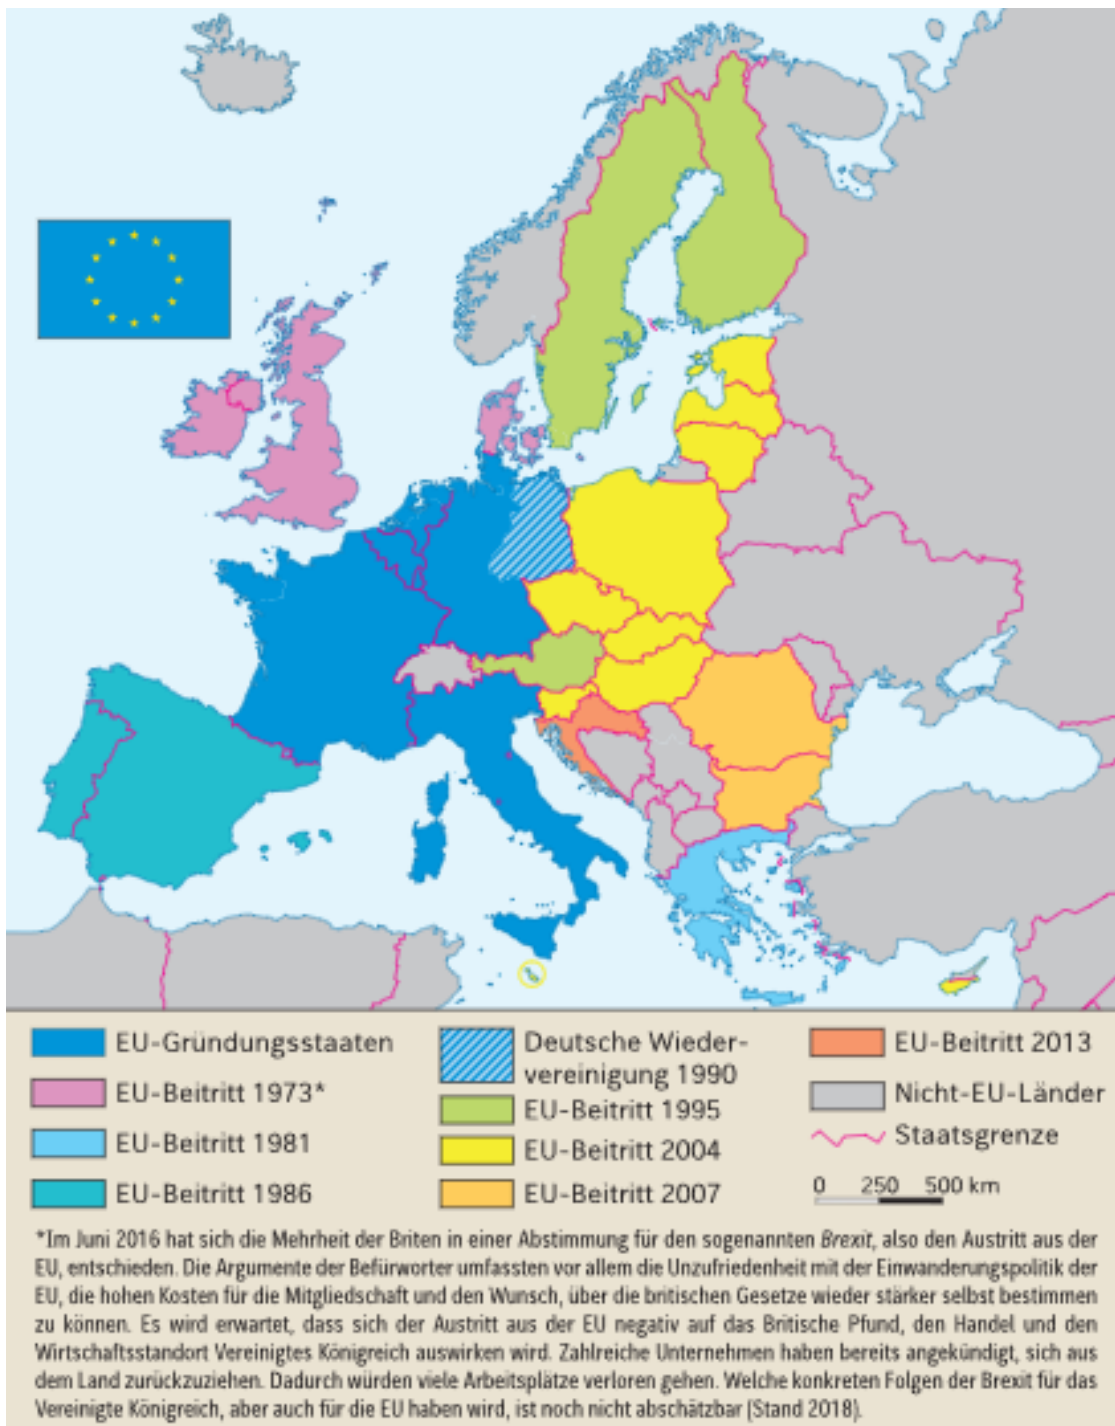 EU-Gründungsstaaten
EU-Beitritt 1973*
EU-Beitritt 1981
EU-Beitritt 1986
Deutsche Wieder-
vereinigung 1990
EU-Beitritt 1995
EU-Beitritt 2004
EU-Beitritt 2007
EU-Beitritt 2013
Nicht-EU-Länder
Staatsgrenze
0 250 500 km
*Im Juni 2016 hat sich die Mehrheit der Briten in einer Abstimmung für den sogenannten Brexit, also den Austritt aus der
EU, entschieden. Die Argumente der Befürworter umfassten vor allem die Unzufriedenheit mit der Einwanderungspolitik der
EU, die hohen Kosten für die Mitgliedschaft und den Wunsch, über die britischen Gesetze wieder stärker selbst bestimmen
zu können. Es wird erwartet, dass sich der Austritt aus der EU negativ auf das Britische Pfund, den Handel und den
Wirtschaftsstandort Vereinigtes Königreich auswirken wird. Zahlreiche Unternehmen haben bereits angekündigt, sich aus
dem Land zurückzuziehen. Dadurch würden viele Arbeitsplätze verloren gehen. Welche konkreten Folgen der Brexit für das
Vereinigte Königreich, aber auch für die EU haben wird, ist noch nicht abschätzbar (Stand 2018).